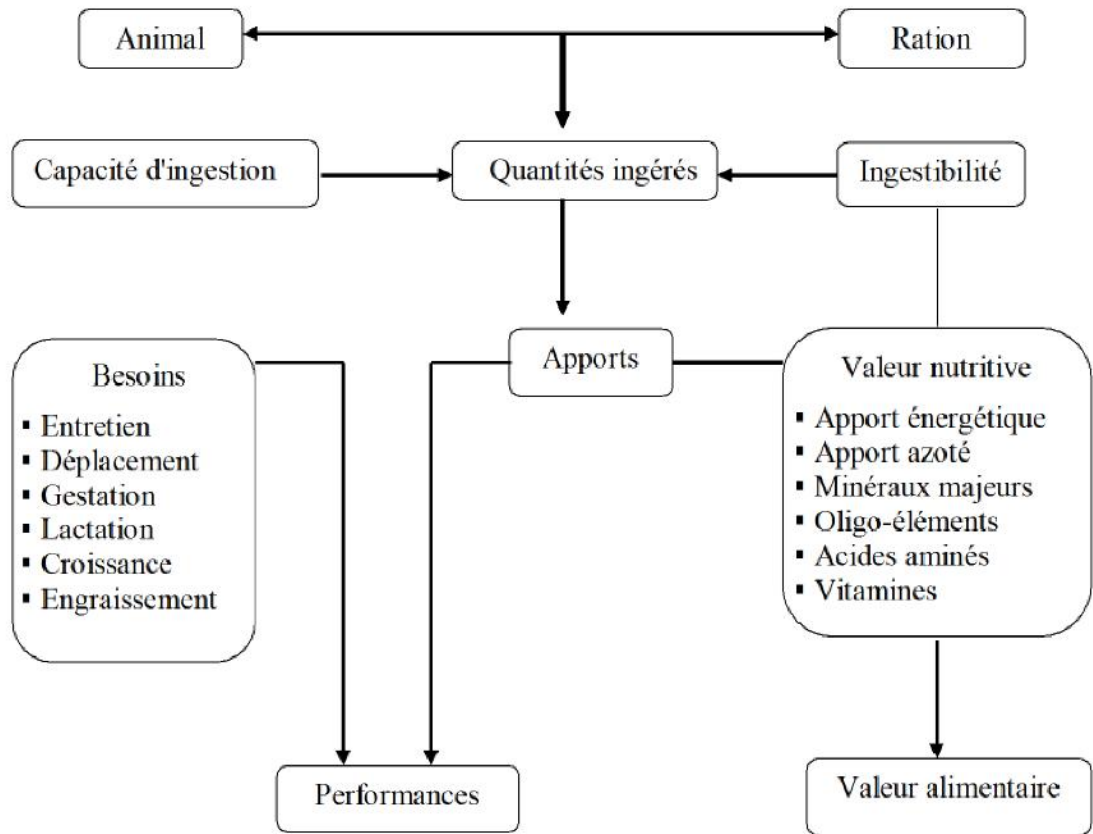 Animal
Ration
Capacité d'ingestion
Quantités ingérés
Ingestibilité
Apports
Besoins
▪ Entretien
▪ Déplacement
▪ Gestation
▪ Lactation
▪ Croissance
▪ Engraissement
Valeur nutritive
▪ Apport énergétique
▪ Apport azoté
▪ Minéraux majeurs
▪ Oligo-éléments
▪ Acides aminés
▪ Vitamines
Performances
Valeur alimentaire